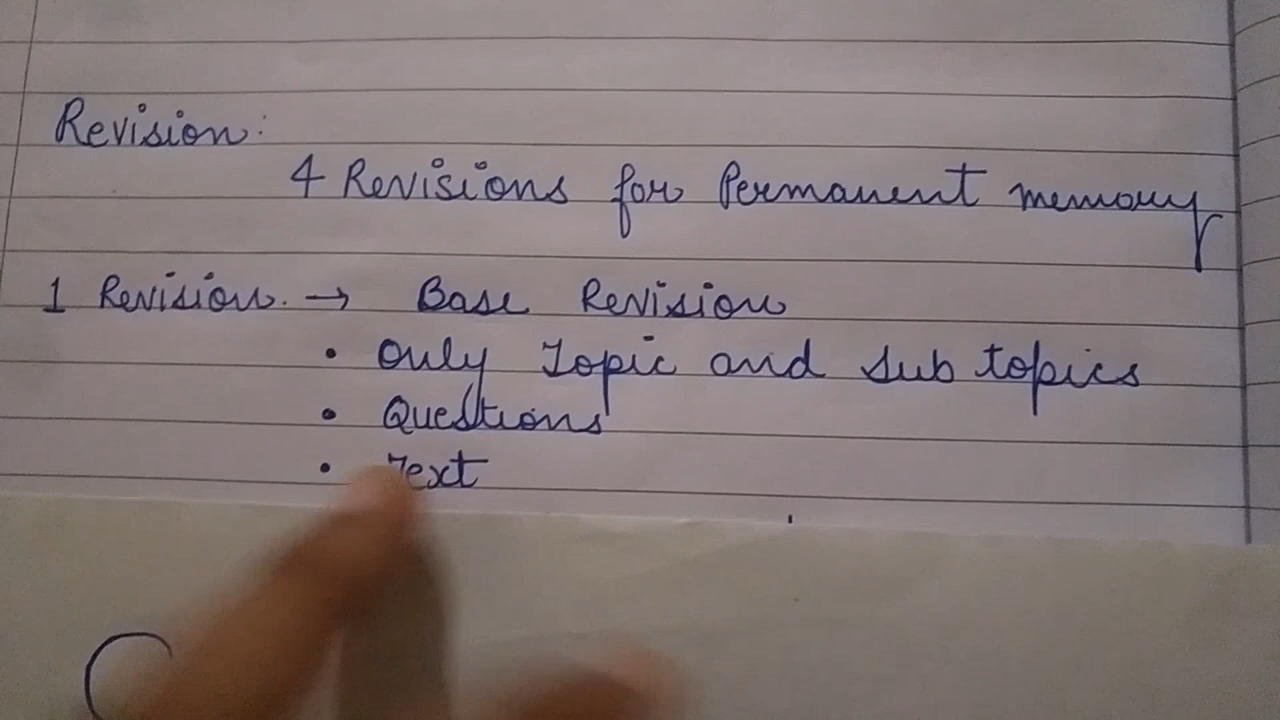 Revision:
4 Revisions for Permanent memory
1 Revision. → Base Revision
• Only Topic and Sub topics
• Questions
• Text